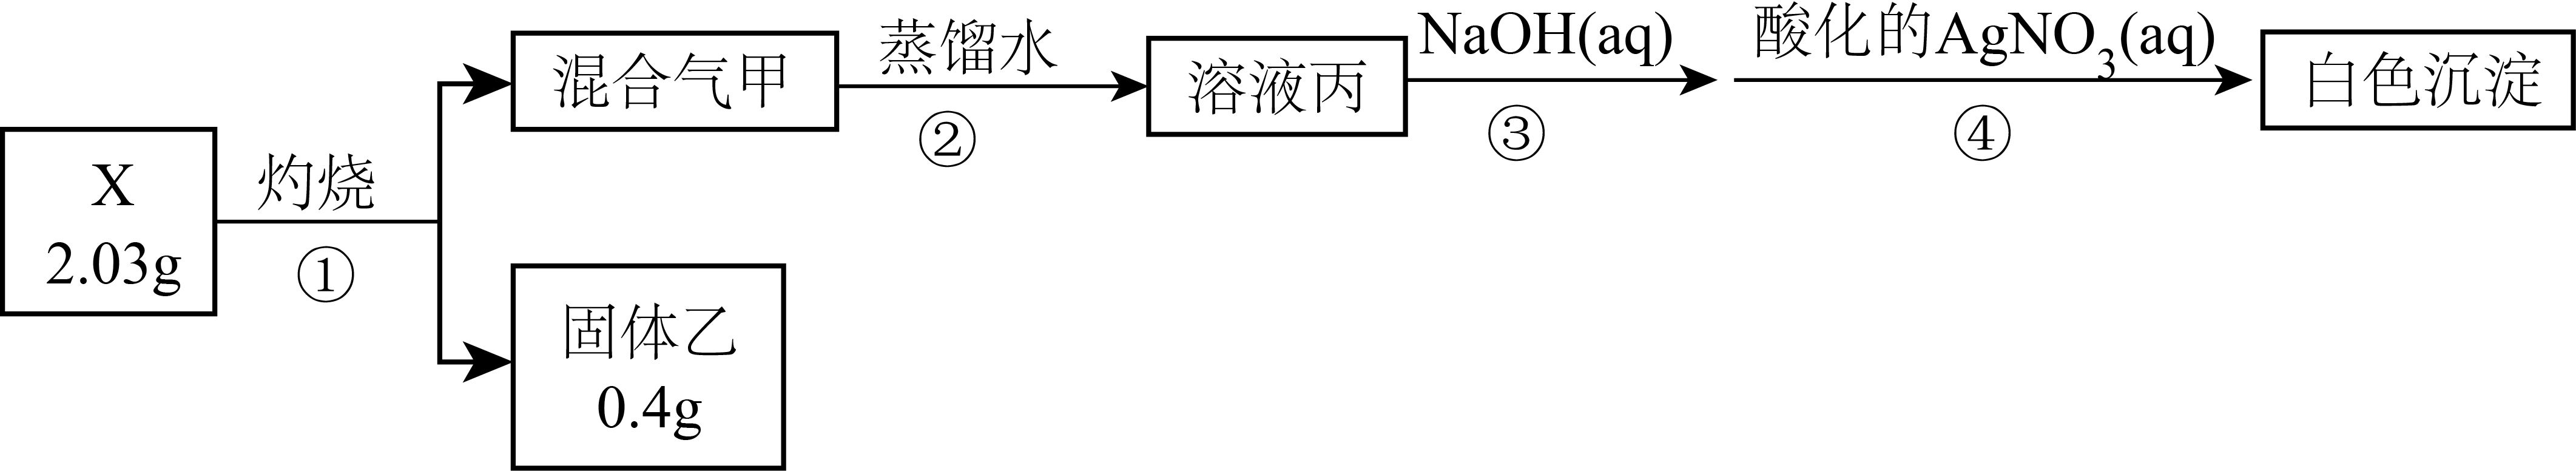 X
2.03g
灼烧
①
混合气甲
固体乙
0.4g
蒸馏水
②
溶液丙
NaOH(aq)
③
酸化的AgNO₃(aq)
④
白色沉淀